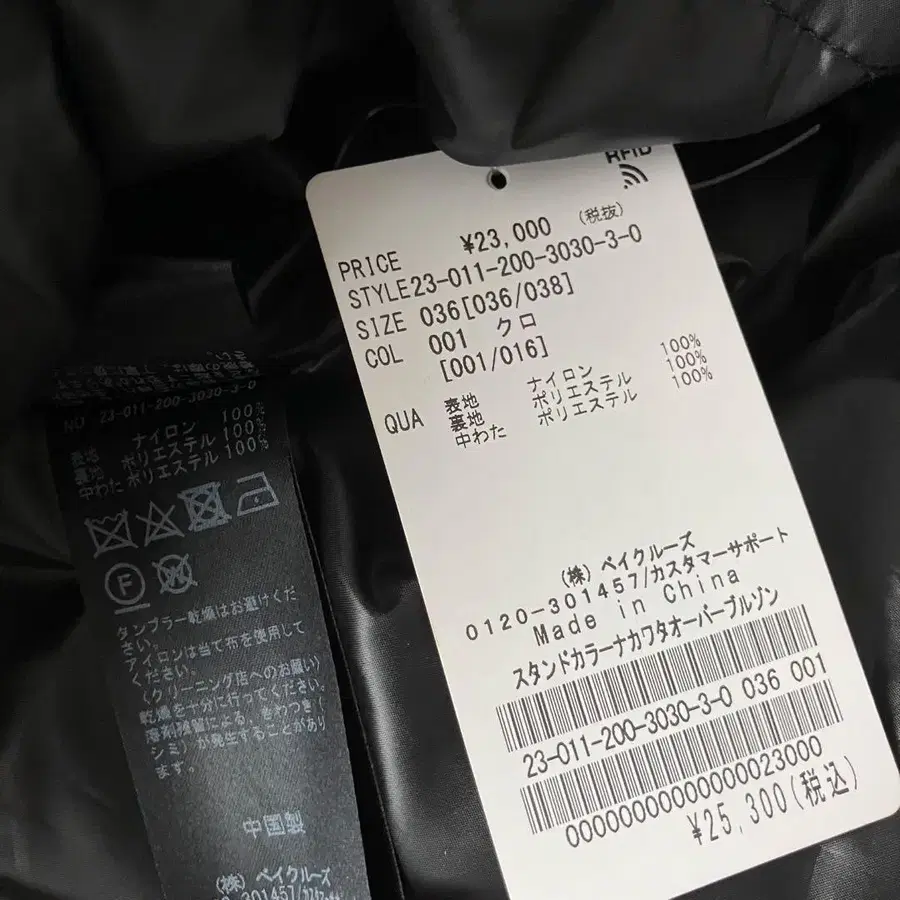 RFID
PRICE ¥23,000 (税抜)
STYLE23-011-200-3030-3-0
SIZE 036[036/038]
COL 001 クロ
[001/016]
QUA 表地 ナイロン 100%
裏地 ポリエステル 100%
中わた ポリエステル 100%
(株) ベイクルーズ
0120-301457/カスタマーサポート
Made in China
スタンドカラーナカワタオーバーブルゾン
23-011-200-3030-3-0 036 001
0000000000000023000
¥25,300(税込)
NO 23-011-200-3030-3-0
表地 ナイロン 100%
裏地 ポリエステル 100%
中わた ポリエステル 100%
F
W
タンブラー乾燥はお避けくだ
さい。
アイロンは当て布を使用して
ください。
(クリーニング店へのお願い)
乾燥を十分に行ってください。
溶剤残留による、きわつき(
シミ)が発生することがあり
ます。
中国製
(株) ベイクルーズ